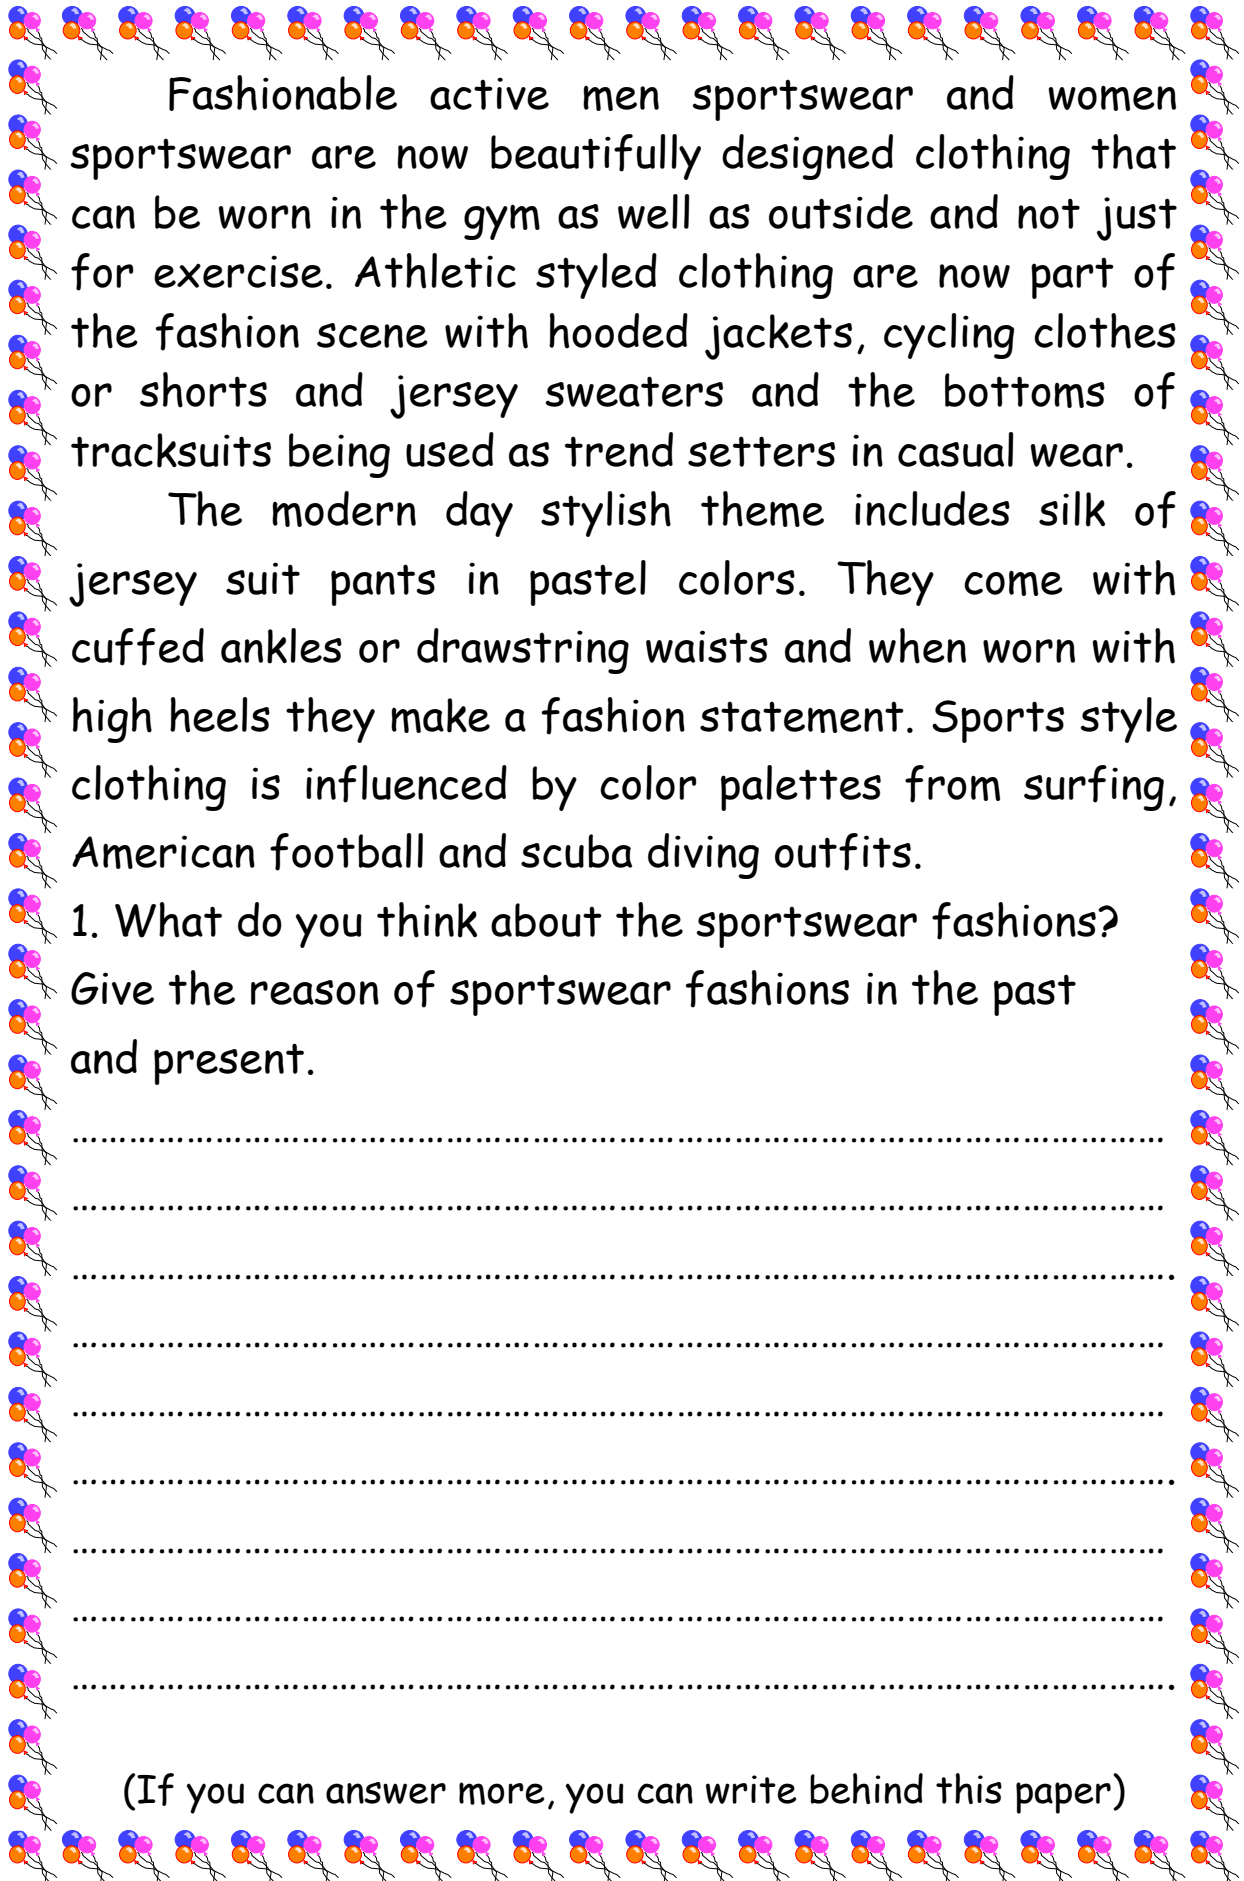 Fashionable active men sportswear and women
sportswear are now beautifully designed clothing that
can be worn in the gym as well as outside and not just
for exercise. Athletic styled clothing are now part of
the fashion scene with hooded jackets, cycling clothes
or shorts and jersey sweaters and the bottoms of
tracksuits being used as trend setters in casual wear.
The modern day stylish theme includes silk of
jersey suit pants in pastel colors. They come with
cuffed ankles or drawstring waists and when worn with
high heels they make a fashion statement. Sports style
clothing is influenced by color palettes from surfing,
American football and scuba diving outfits.
1. What do you think about the sportswear fashions?
Give the reason of sportswear fashions in the past
and present.
(If you can answer more, you can write behind this paper)